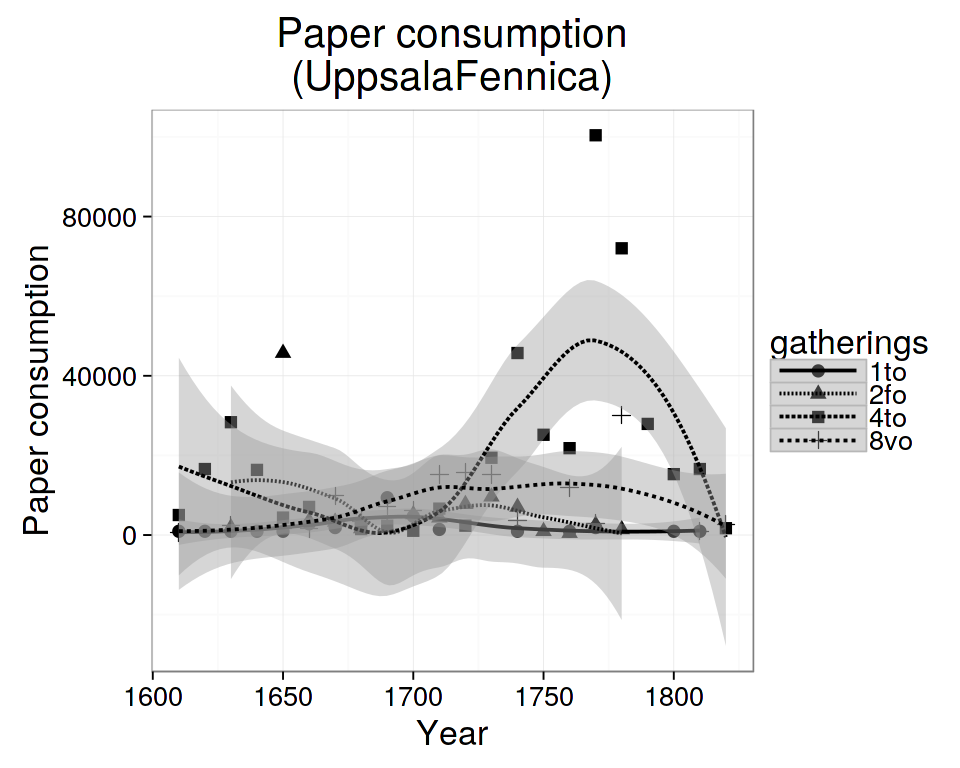 Paper consumption
(UppsalaFennica)
Paper consumption
80000
40000
0
1600
1650
1700
1750
1800
Year
gatherings
1to
2fo
4to
8vo